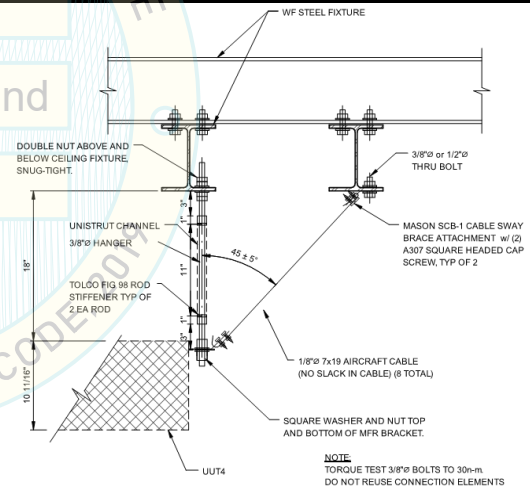 WF STEEL FIXTURE
nd
DOUBLE NUT ABOVE AND
BELOW CEILING FIXTURE,
SNUG-TIGHT.
3/8"Ø or 1/2"Ø
THRU BOLT
3"
1"
UNISTRUT CHANNEL
3/8"Ø HANGER
MASON SCB-1 CABLE SWAY
BRACE ATTACHMENT w/ (2)
A307 SQUARE HEADED CAP
SCREW, TYP OF 2
45 ± 5°
18"
11"
TOLCO FIG 98 ROD
STIFFENER TYP OF
2 EA ROD
1"
3"
CODE 2019
1/8"Ø 7x19 AIRCRAFT CABLE
(NO SLACK IN CABLE) (8 TOTAL)
10 11/16"
SQUARE WASHER AND NUT TOP
AND BOTTOM OF MFR BRACKET.
UUT4
NOTE:
TORQUE TEST 3/8"Ø BOLTS TO 30n-m.
DO NOT REUSE CONNECTION ELEMENTS